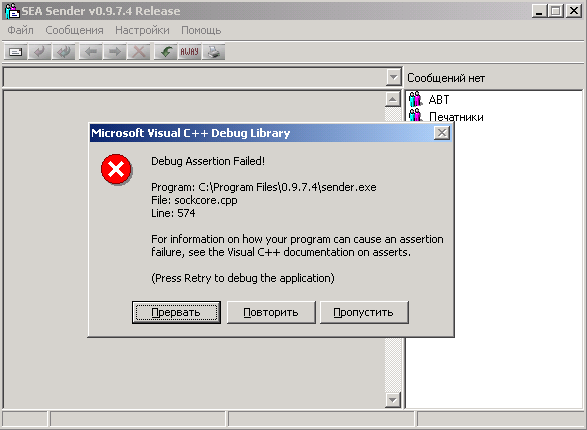 SEA Sender v0.9.7.4 Release
Файл Сообщения Настройки Помощь
AWAY
Сообщений нет
АВТ
Печатники
Microsoft Visual C++ Debug Library
Debug Assertion Failed!
Program: C:\Program Files\0.9.7.4\sender.exe
File: sockcore.cpp
Line: 574
For information on how your program can cause an assertion
failure, see the Visual C++ documentation on asserts.
(Press Retry to debug the application)
Прервать Повторить Пропустить